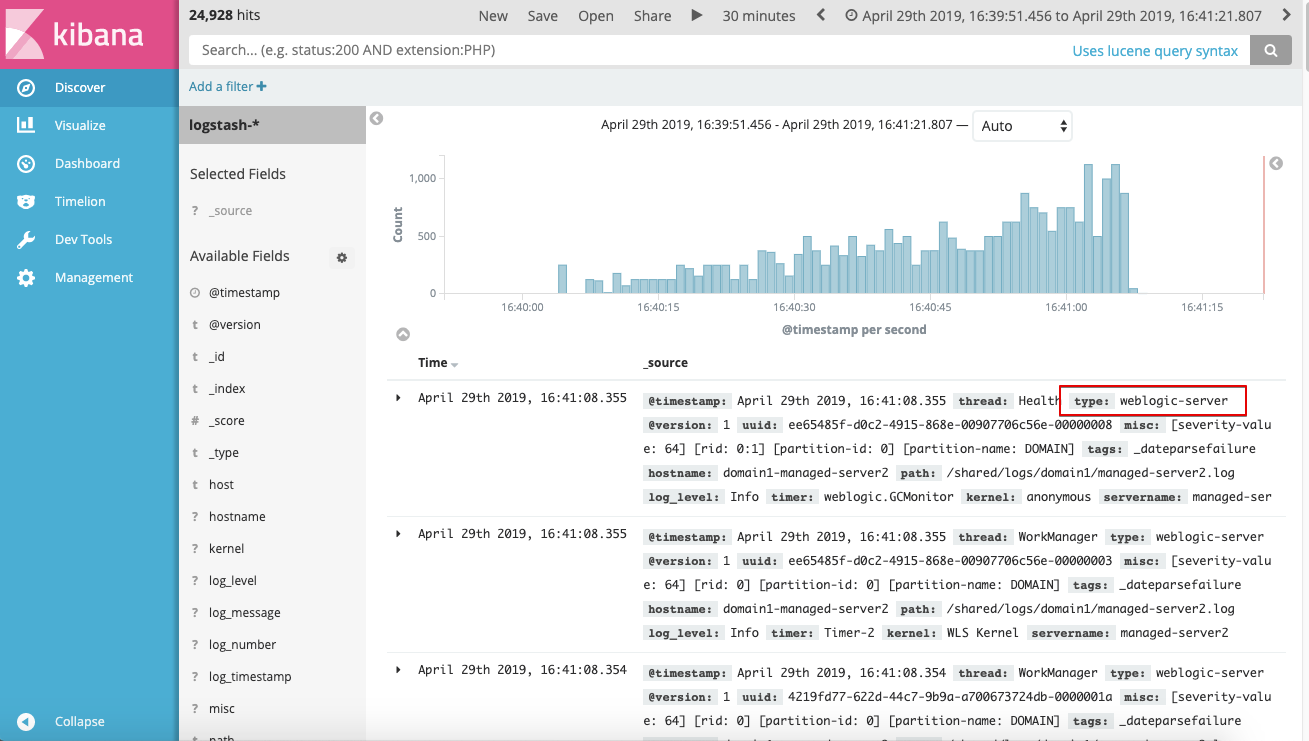 kibana
Discover
Visualize
Dashboard
Timelion
Dev Tools
Management
Collapse
24,928 hits
New Save Open Share 30 minutes April 29th 2019, 16:39:51.456 to April 29th 2019, 16:41:21.807
Search... (e.g. status:200 AND extension:PHP) Uses lucene query syntax
Add a filter +
logstash-*
Selected Fields
? _source
Available Fields
@timestamp
t @version
t _id
t _index
# _score
t _type
t host
? hostname
? kernel
? log_level
? log_message
? log_number
? log_timestamp
? misc
? path
April 29th 2019, 16:39:51.456 - April 29th 2019, 16:41:21.807 — Auto
Count
1,000
500
0
16:40:00 16:40:15 16:40:30 16:40:45 16:41:00 16:41:15
@timestamp per second
Time _source
April 29th 2019, 16:41:08.355 @timestamp: April 29th 2019, 16:41:08.355 thread: Health type: weblogic-server
@version: 1 uuid: ee65485f-d0c2-4915-868e-00907706c56e-00000008 misc: [severity-valu
e: 64] [rid: 0:1] [partition-id: 0] [partition-name: DOMAIN] tags: _dateparsefailure
hostname: domain1-managed-server2 path: /shared/logs/domain1/managed-server2.log
log_level: Info timer: weblogic.GCMonitor kernel: anonymous servername: managed-ser
April 29th 2019, 16:41:08.355 @timestamp: April 29th 2019, 16:41:08.355 thread: WorkManager type: weblogic-server
@version: 1 uuid: ee65485f-d0c2-4915-868e-00907706c56e-00000003 misc: [severity-valu
e: 64] [rid: 0] [partition-id: 0] [partition-name: DOMAIN] tags: _dateparsefailure
hostname: domain1-managed-server2 path: /shared/logs/domain1/managed-server2.log
log_level: Info timer: Timer-2 kernel: WLS Kernel servername: managed-server2
April 29th 2019, 16:41:08.354 @timestamp: April 29th 2019, 16:41:08.354 thread: WorkManager type: weblogic-server
@version: 1 uuid: 4219fd77-622d-44c7-9b9a-a700673724db-0000001a misc: [severity-valu
e: 64] [rid: 0] [partition-id: 0] [partition-name: DOMAIN] tags: _dateparsefailure